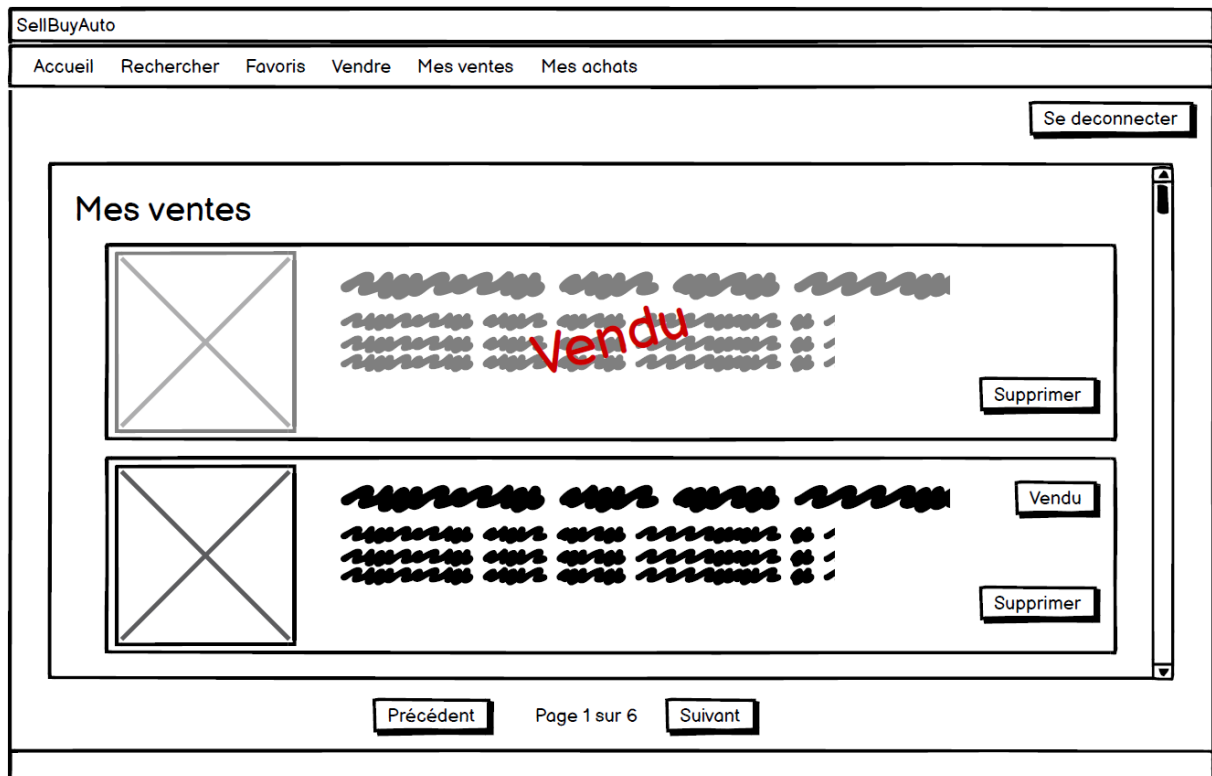 SellBuyAuto
Accueil Rechercher Favoris Vendre Mes ventes Mes achats
Se deconnecter
Mes ventes
Vendu
Supprimer
Vendu
Supprimer
Précédent Page 1 sur 6 Suivant